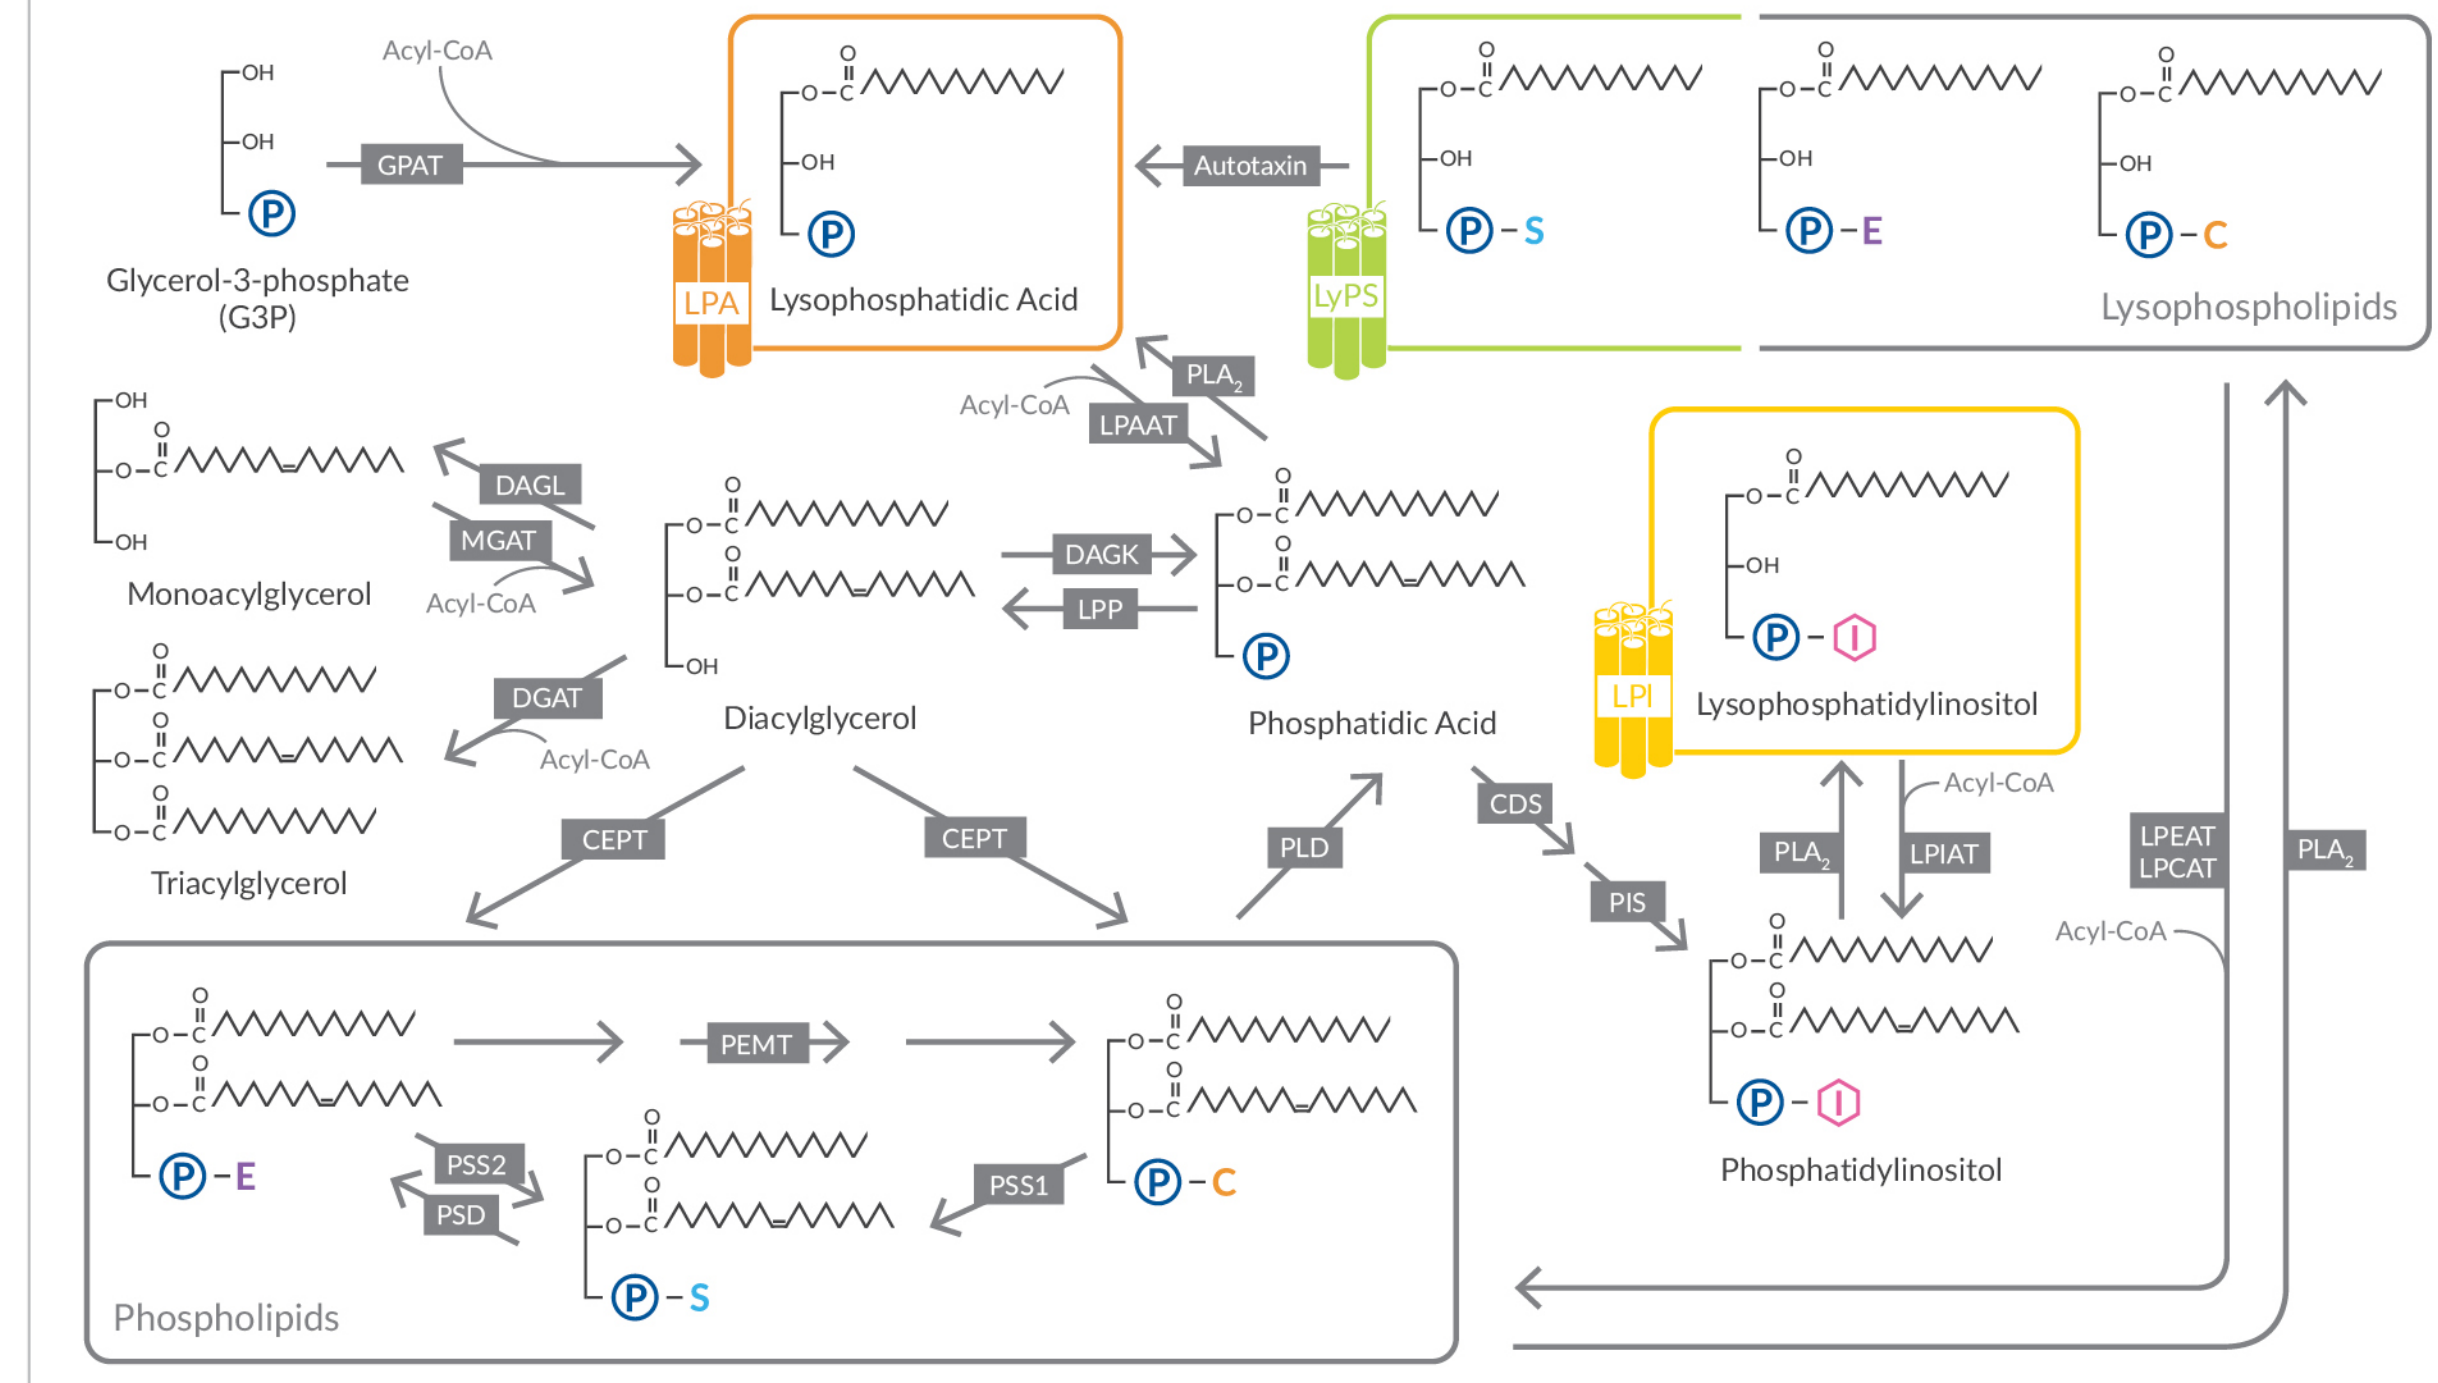 Acyl-CoA
OH
OH
P
GPAT
Glycerol-3-phosphate
(G3P)
O
O–C
OH
P
LPA
Lysophosphatidic Acid
Autotaxin
LyPS
O
O–C
OH
P–S
O
O–C
OH
P–E
O
O–C
OH
P–C
Lysophospholipids
PLA2
Acyl-CoA
LPAAT
OH
O
O–C
OH
Monoacylglycerol
DAGL
MGAT
Acyl-CoA
O
O–C
O
O–C
OH
Diacylglycerol
DAGK
LPP
O
O–C
O
O–C
P
Phosphatidic Acid
O
O–C
OH
P–I
LPI
Lysophosphatidylinositol
O
O–C
O
O–C
O
O–C
Triacylglycerol
DGAT
Acyl-CoA
CEPT
CEPT
PLD
CDS
PIS
PLA2
Acyl-CoA
LPIAT
LPEAT
LPCAT
PLA2
Acyl-CoA
O
O–C
O
O–C
P–I
Phosphatidylinositol
O
O–C
O
O–C
P–E
PEMT
O
O–C
O
O–C
P–C
PSS2
PSD
O
O–C
O
O–C
P–S
PSS1
Phospholipids